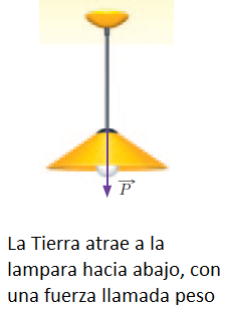 P
La Tierra atrae a la
lampara hacia abajo, con
una fuerza llamada peso